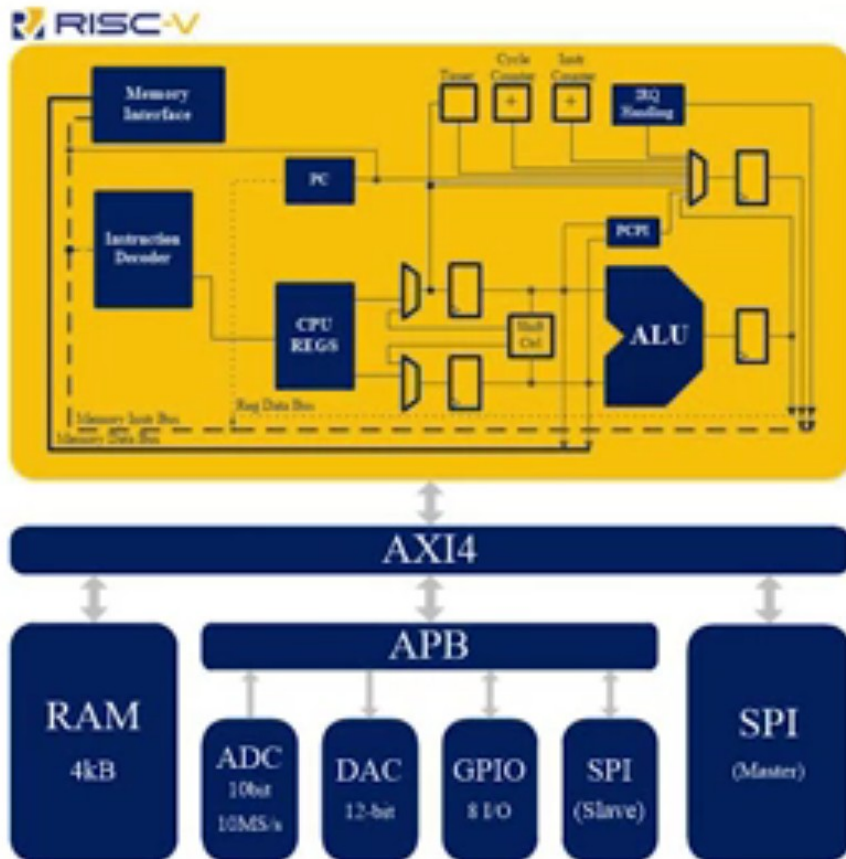 RISC-V
Timer
Cycle
Counter
Instr
Counter
IRQ
Handling
Memory
Interface
PC
Instruction
Decoder
PCPI
CPU
REGS
Shift
Ctrl
ALU
Reg Data Bus
Memory Instr Bus
Memory Data Bus
AXI4
APB
RAM
4kB
ADC
10bit
10MS/s
DAC
12-bit
GPIO
8 I/O
SPI
(Slave)
SPI
(Master)